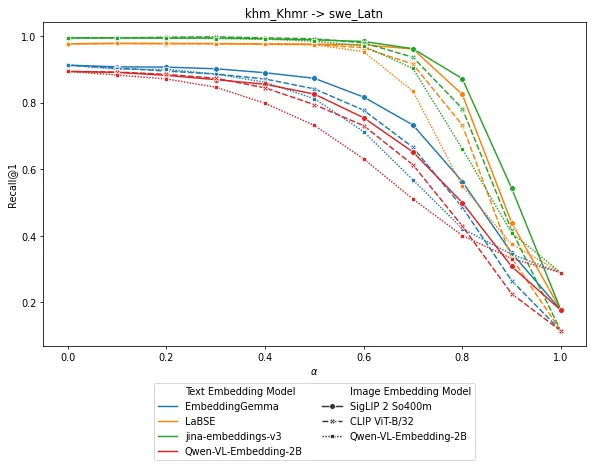 khm_Khmr -> swe_Latn
Recall@1
1.0
0.8
0.6
0.4
0.2
0.0 0.2 0.4 0.6 0.8 1.0
α
Text Embedding Model Image Embedding Model
EmbeddingGemma SigLIP 2 So400m
LaBSE CLIP ViT-B/32
jina-embeddings-v3 Qwen-VL-Embedding-2B
Qwen-VL-Embedding-2B